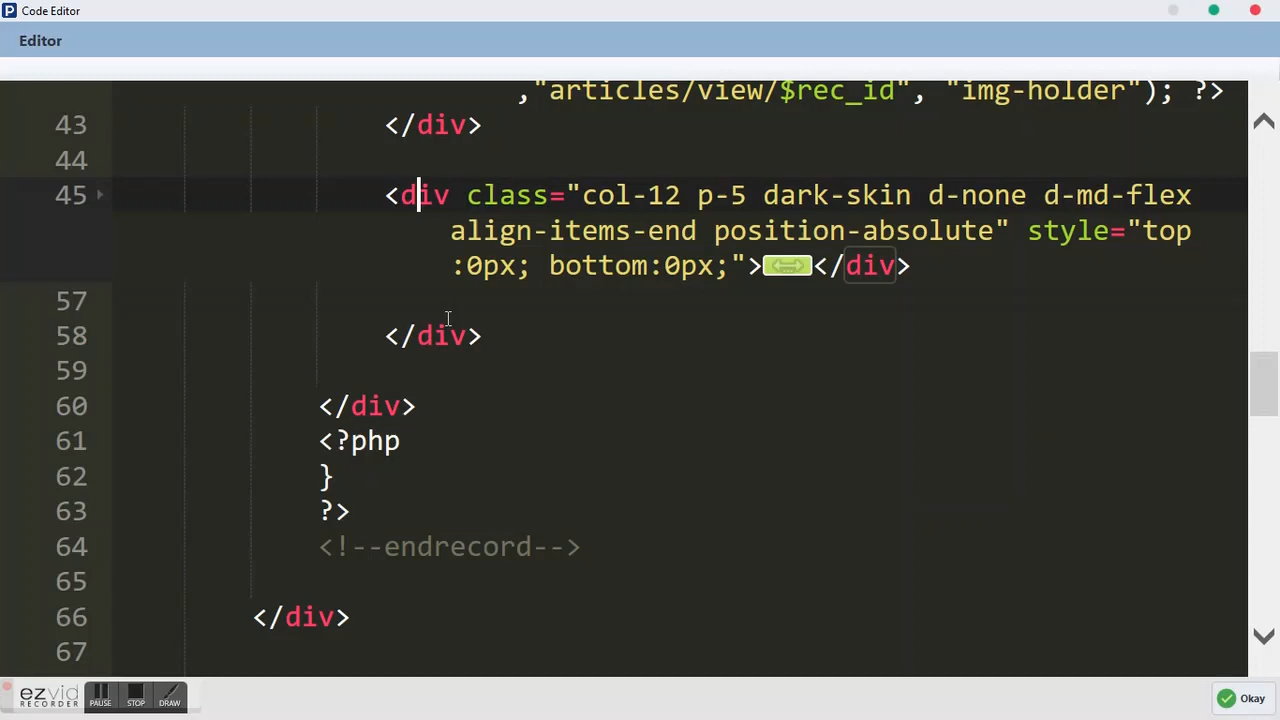 Code Editor
Editor
,"articles/view/$rec_id", "img-holder"); ?>
43 </div>
44
45 <div class="col-12 p-5 dark-skin d-none d-md-flex
align-items-end position-absolute" style="top
:0px; bottom:0px;"></div>
57
58 </div>
59
60 </div>
61 <?php
62 }
63 ?>
64 <!--endrecord-->
65
66 </div>
67
ezvid
RECORDER
PAUSE STOP DRAW
Okay